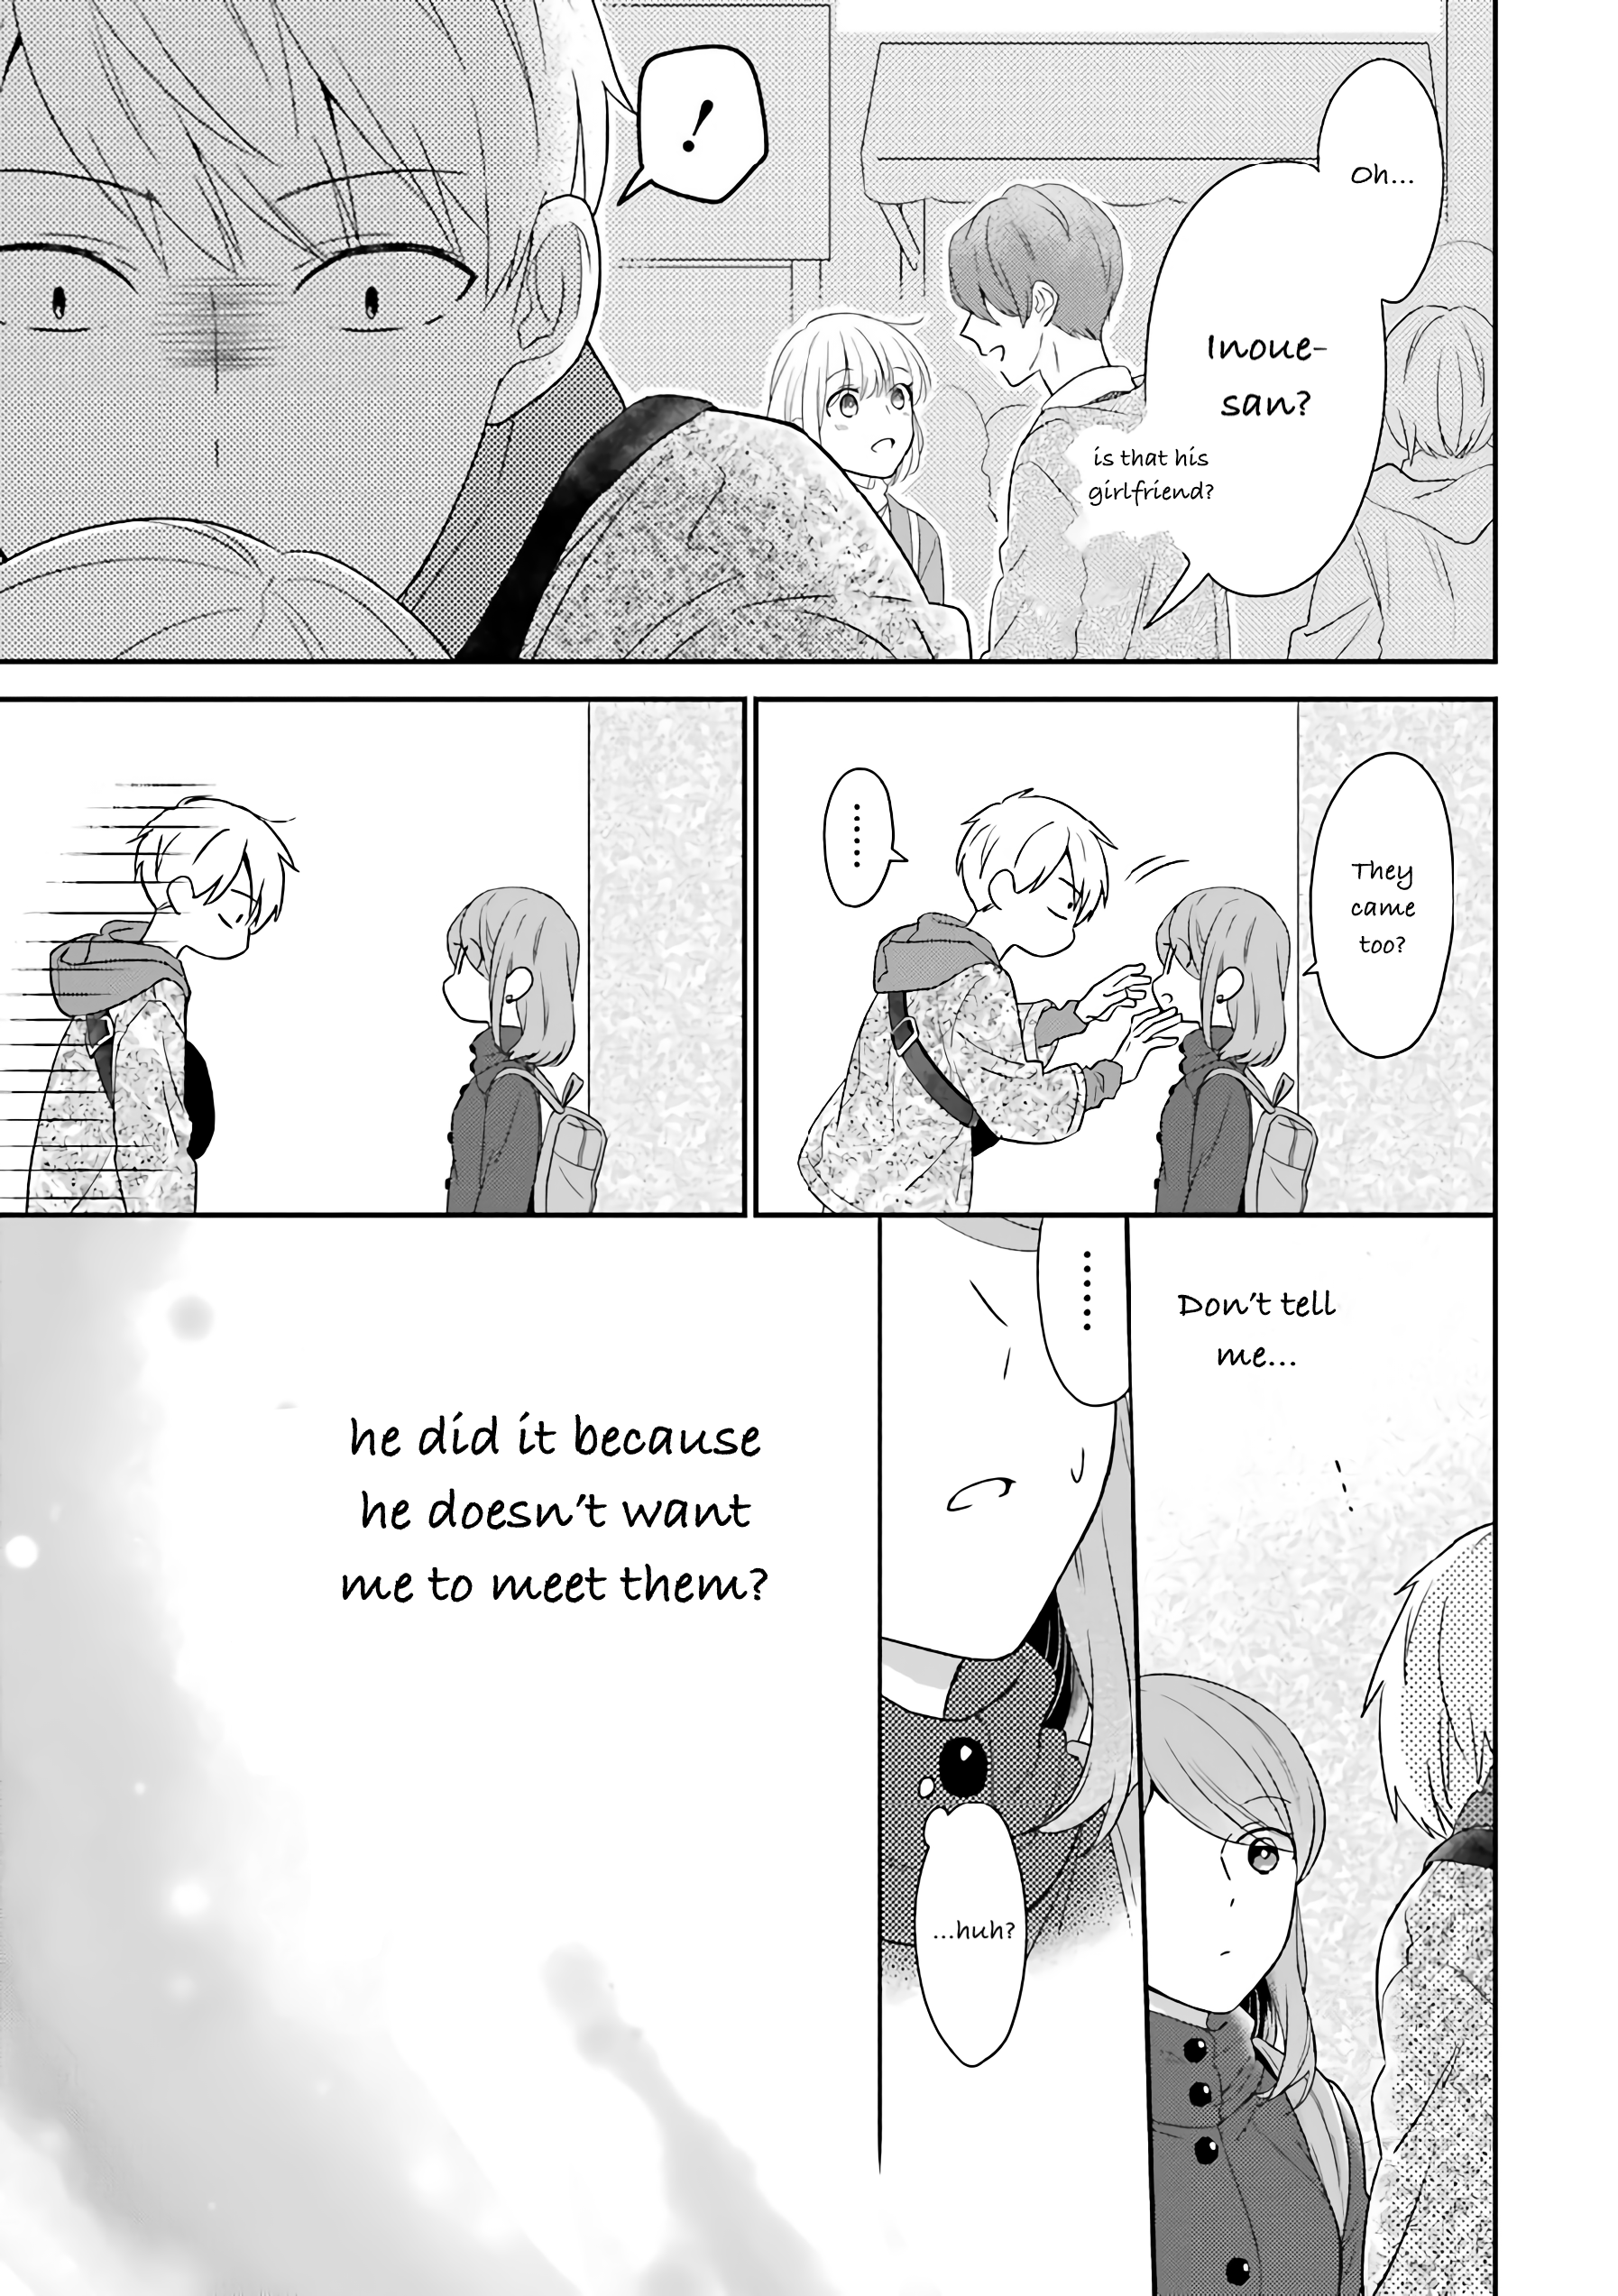 Oh...
Inoue-
san?
is that his
girlfriend?
!
They
came
too?
.......
Don't tell
me...
.......
...huh?
he did it because
he doesn't want
me to meet them?